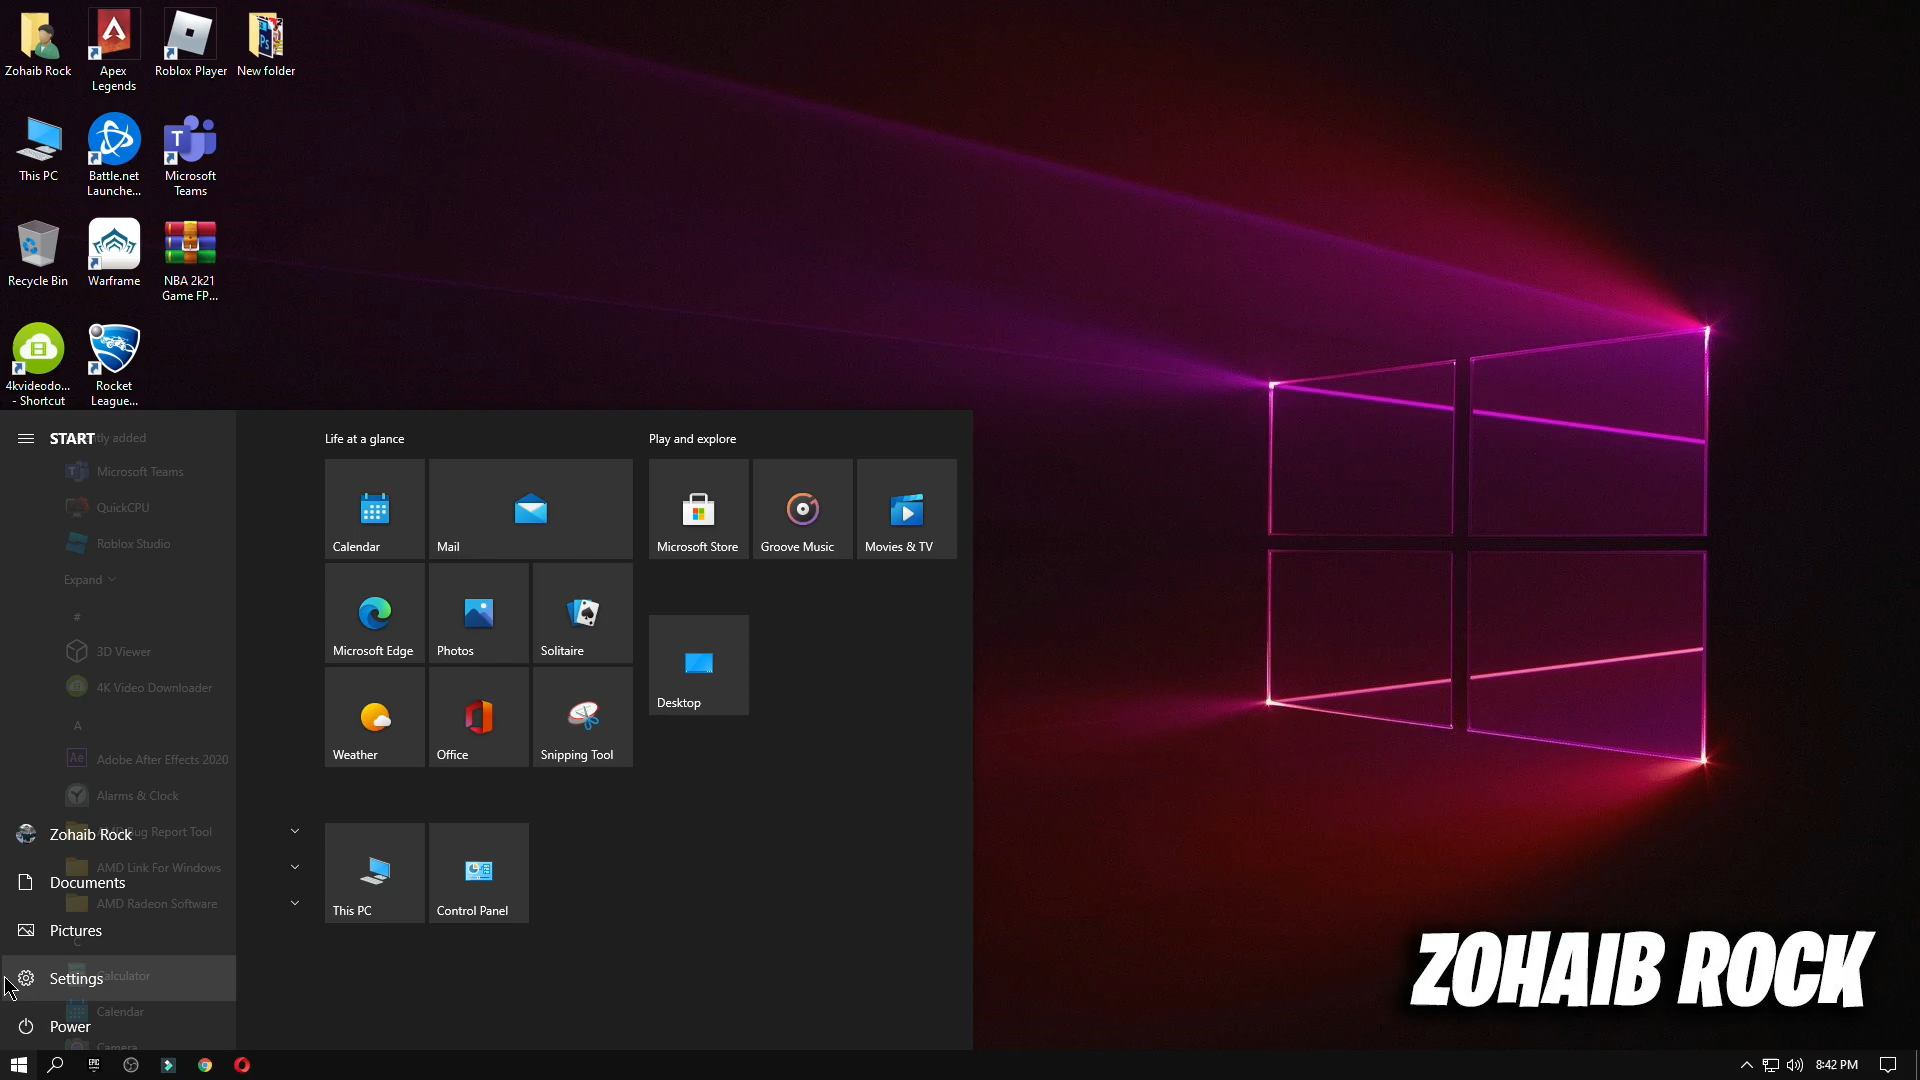 Zohaib Rock
Apex
Legends
Roblox Player
New folder
This PC
Battle.net
Launche...
Microsoft
Teams
Recycle Bin
Warframe
NBA 2k21
Game FP...
4kvideodo...
- Shortcut
Rocket
League...
START
Microsoft Teams
QuickCPU
Roblox Studio
Expand
#
3D Viewer
4K Video Downloader
A
Adobe After Effects 2020
Alarms & Clock
Zohaib Rock
AMD Link For Windows
Documents
AMD Radeon Software
Pictures
C
Settings
Calculator
Calendar
Power
Camera
Life at a glance
Calendar
Mail
Microsoft Edge
Photos
Solitaire
Weather
Office
Snipping Tool
This PC
Control Panel
Play and explore
Microsoft Store
Groove Music
Movies & TV
Desktop
ZOHAIB ROCK
8:42 PM